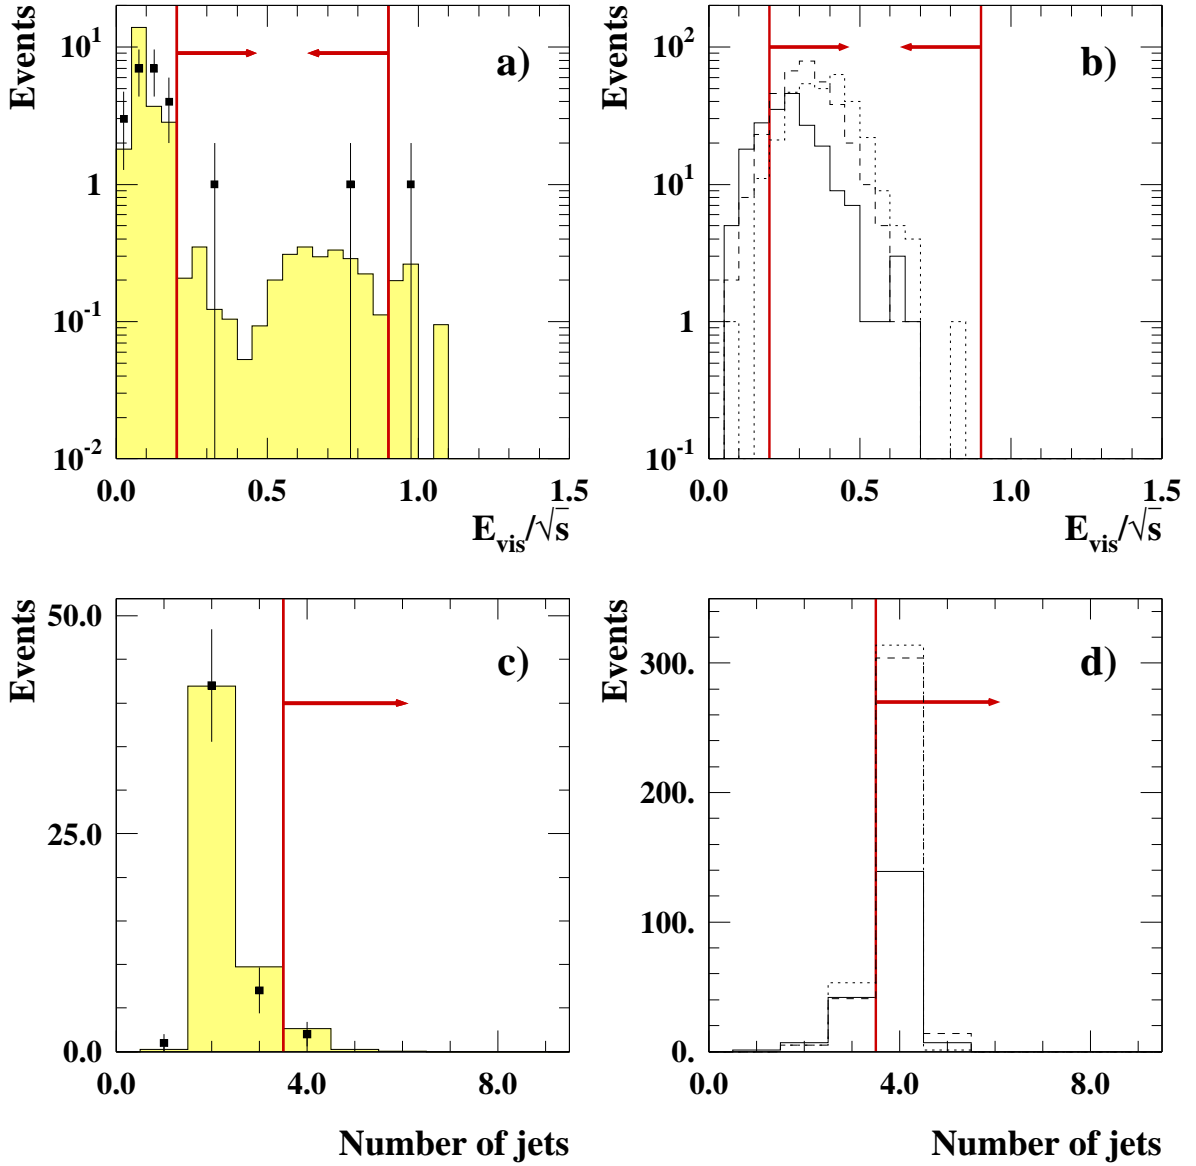 Events
a)
10^1
1
10^-1
10^-2
0.0 0.5 1.0 1.5
E_vis/√s
Events
b)
10^2
10^1
1
10^-1
0.0 0.5 1.0 1.5
E_vis/√s
Events
c)
50.0
25.0
0.0
0.0 4.0 8.0
Number of jets
Events
d)
300.
200.
100.
0.
0.0 4.0 8.0
Number of jets